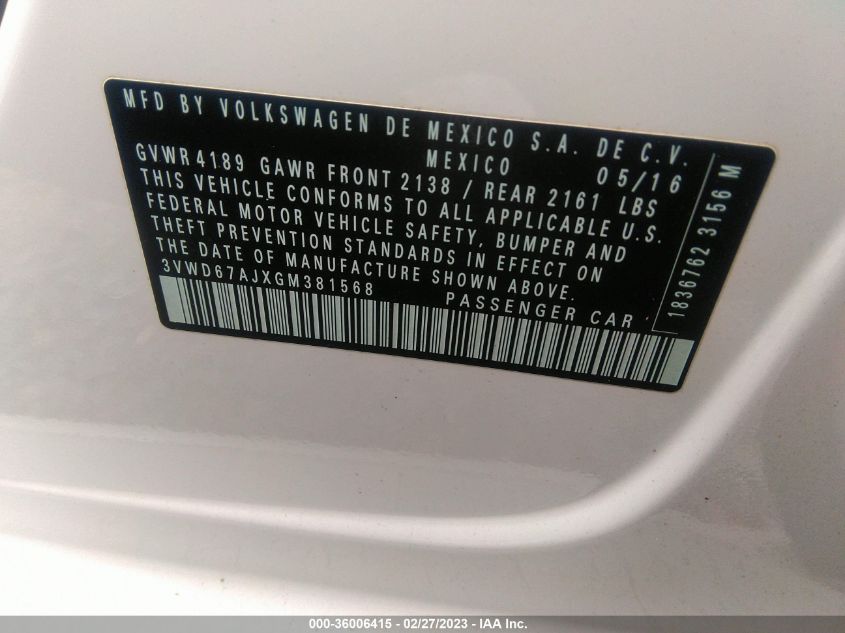 MFD BY VOLKSWAGEN DE MEXICO S.A. DE C.V.
MEXICO
GVWR 4189 GAWR FRONT 2138 / REAR 2161 LBS 05/16
THIS VEHICLE CONFORMS TO ALL APPLICABLE U.S.
FEDERAL MOTOR VEHICLE SAFETY, BUMPER AND
THEFT PREVENTION STANDARDS IN EFFECT ON
THE DATE OF MANUFACTURE SHOWN ABOVE.
3VWD67AJXGM381568 PASSENGER CAR
1836762 3156 M
000-36006415 - 02/27/2023 - IAA Inc.